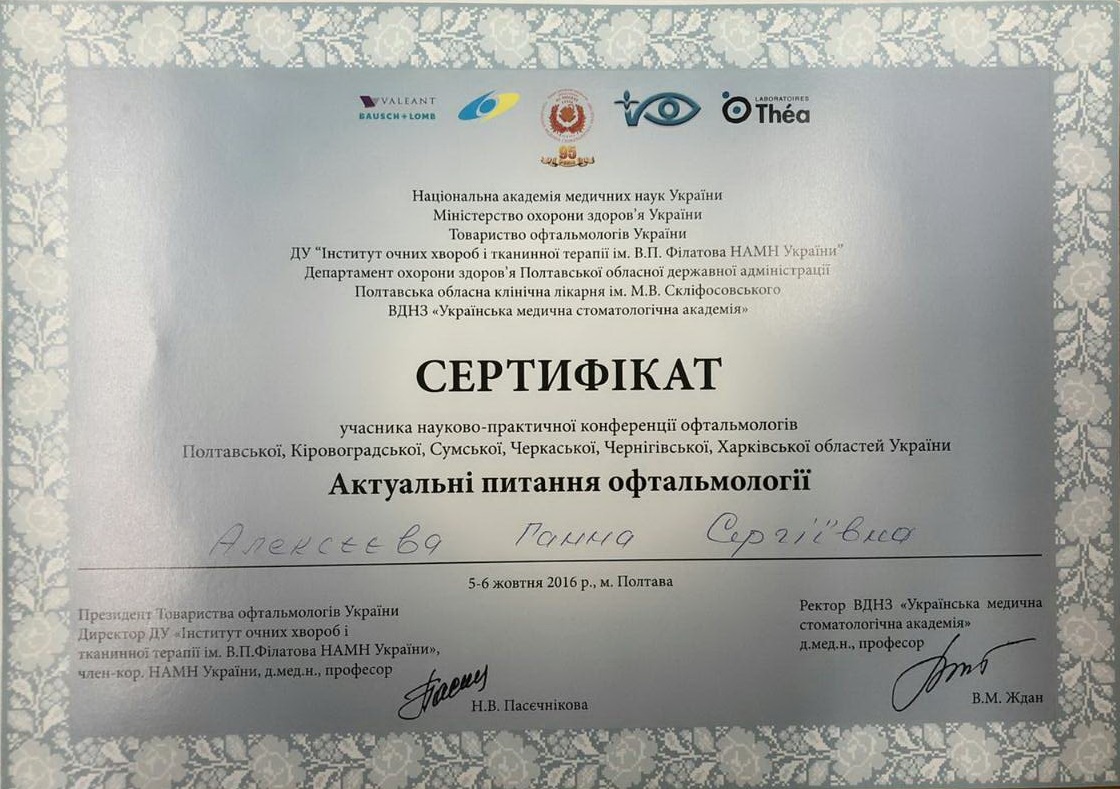 VALEANT
BAUSCH + LOMB
LABORATOIRES
Théa
95
Національна академія медичних наук України
Міністерство охорони здоров'я України
Товариство офтальмологів України
ДУ “Інститут очних хвороб і тканинної терапії ім. В.П. Філатова НАМН України”
Департамент охорони здоров'я Полтавської обласної державної адміністрації
Полтавська обласна клінічна лікарня ім. М.В. Скліфосовського
ВДНЗ «Українська медична стоматологічна академія»
СЕРТИФІКАТ
учасника науково-практичної конференції офтальмологів
Полтавської, Кіровоградської, Сумської, Черкаської, Чернігівської, Харківської областей України
Актуальні питання офтальмології
Алексєєва Ганна Сергіївна
5-6 жовтня 2016 р., м. Полтава
Президент Товариства офтальмологів України
Директор ДУ «Інститут очних хвороб і
тканинної терапії ім. В.П.Філатова НАМН України»,
член-кор. НАМН України, д.мед.н., професор
Н.В. Пасєчнікова
Ректор ВДНЗ «Українська медична
стоматологічна академія»
д.м.н., професор
В.М. Ждан